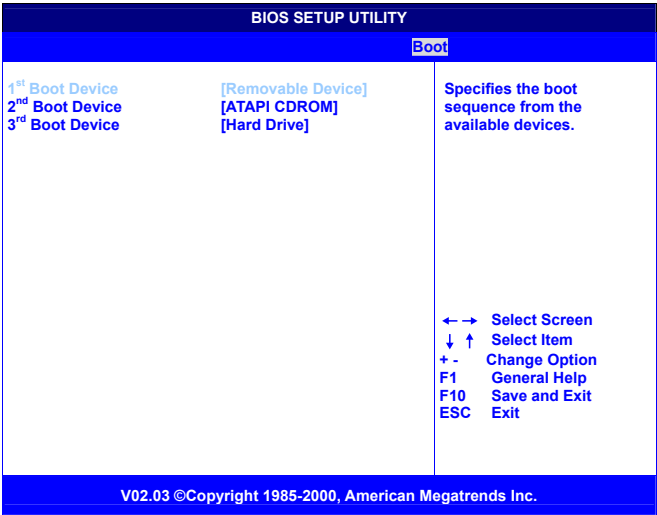 BIOS SETUP UTILITY
Boot
1st Boot Device [Removable Device]
2nd Boot Device [ATAPI CDROM]
3rd Boot Device [Hard Drive]
Specifies the boot
sequence from the
available devices.
←→ Select Screen
↓ ↑ Select Item
+ - Change Option
F1 General Help
F10 Save and Exit
ESC Exit
V02.03 ©Copyright 1985-2000, American Megatrends Inc.